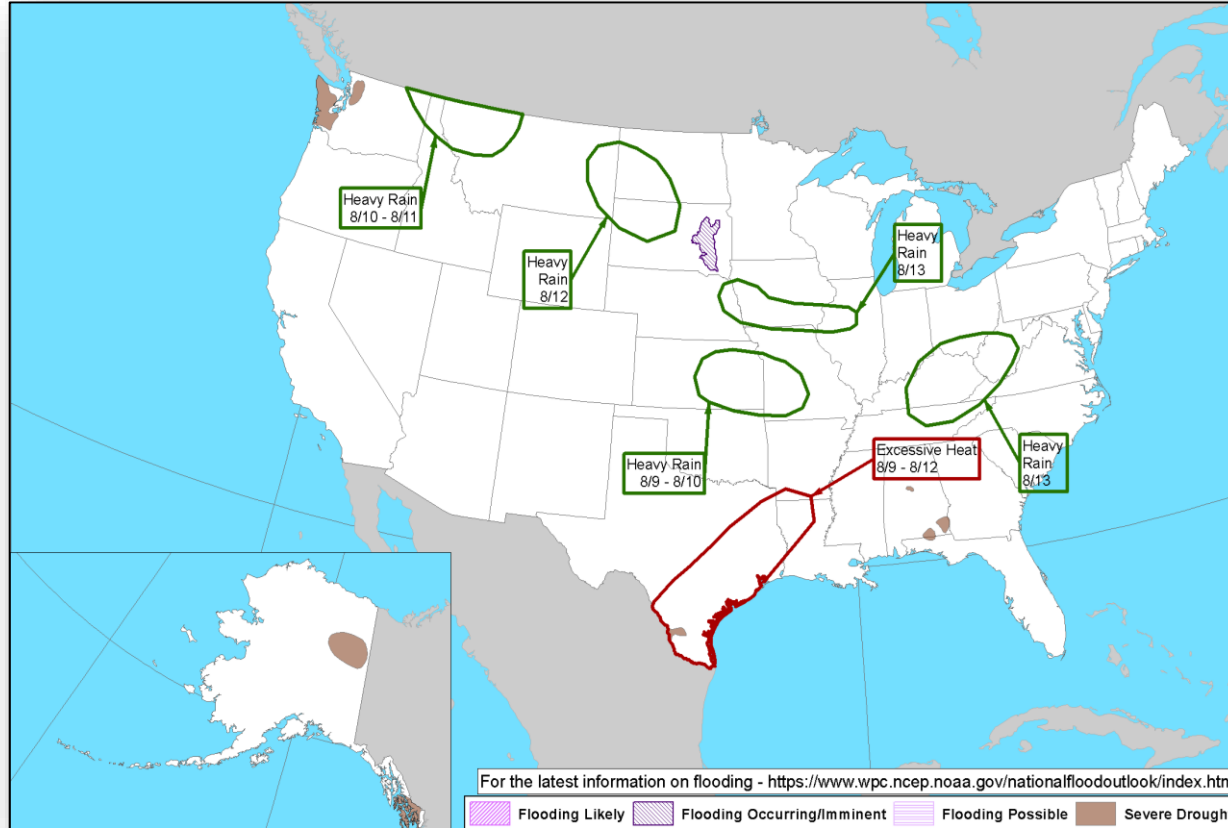 Heavy Rain
8/10 - 8/11
Heavy
Rain
8/12
Heavy
Rain
8/13
Heavy Rain
8/9 - 8/10
Excessive Heat
8/9 - 8/12
Heavy
Rain
8/13
For the latest information on flooding - https://www.wpc.ncep.noaa.gov/nationalfloodoutlook/index.htm
Flooding Likely
Flooding Occurring/Imminent
Flooding Possible
Severe Drough